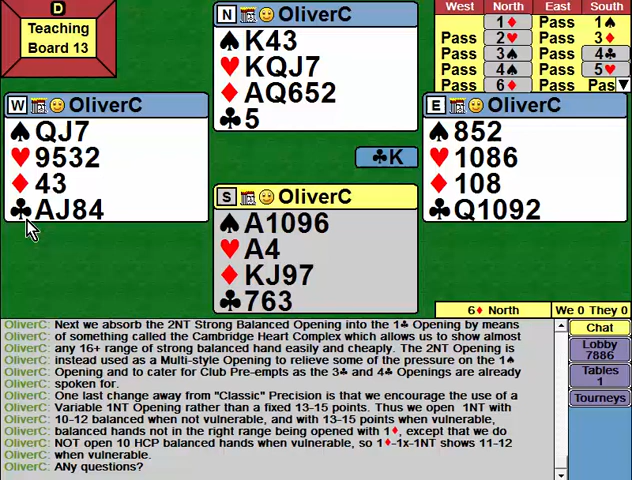 D
Teaching
Board 13
N OliverC
♠K43
♥KQJ7
♦AQ652
♣5
West North East South
1♦ Pass 1♠
Pass 2♥ Pass 3♦
Pass 3♠ Pass 4♣
Pass 4♠ Pass 5♥
Pass 6♦ Pass Pas
W OliverC
♠QJ7
♥9532
♦43
♣AJ84
♣K
E OliverC
♠852
♥1086
♦108
♣Q1092
S OliverC
♠A1096
♥A4
♦KJ97
♣763
6♦ North We 0 They 0
OliverC: Next we absorb the 2NT Strong Balanced Opening into the 1♣ Opening by means
OliverC: of something called the Cambridge Heart Complex which allows us to show almost
OliverC: any 16+ range of strong balanced hand easily and cheaply. The 2NT Opening is
OliverC: instead used as a Multi-style Opening to relieve some of the pressure on the 1♠
OliverC: Opening and to cater for Club Pre-empts as the 3♣ and 4♣ Openings are already
OliverC: spoken for.
OliverC: One last change away from "Classic" Precision is that we encourage the use of a
OliverC: Variable 1NT Opening rather than a fixed 13-15 points. Thus we open 1NT with
OliverC: 10-12 balanced when not vulnerable, and with 13-15 points when vulnerable,
OliverC: balanced hands not in the right range being opened with 1♦, except that we do
OliverC: NOT open 10 HCP balanced hands when vulnerable, so 1♦-1x-1NT shows 11-12
OliverC: when vulnerable.
OliverC: ANy questions?
Chat
Lobby
7886
Tables
1
Tourneys